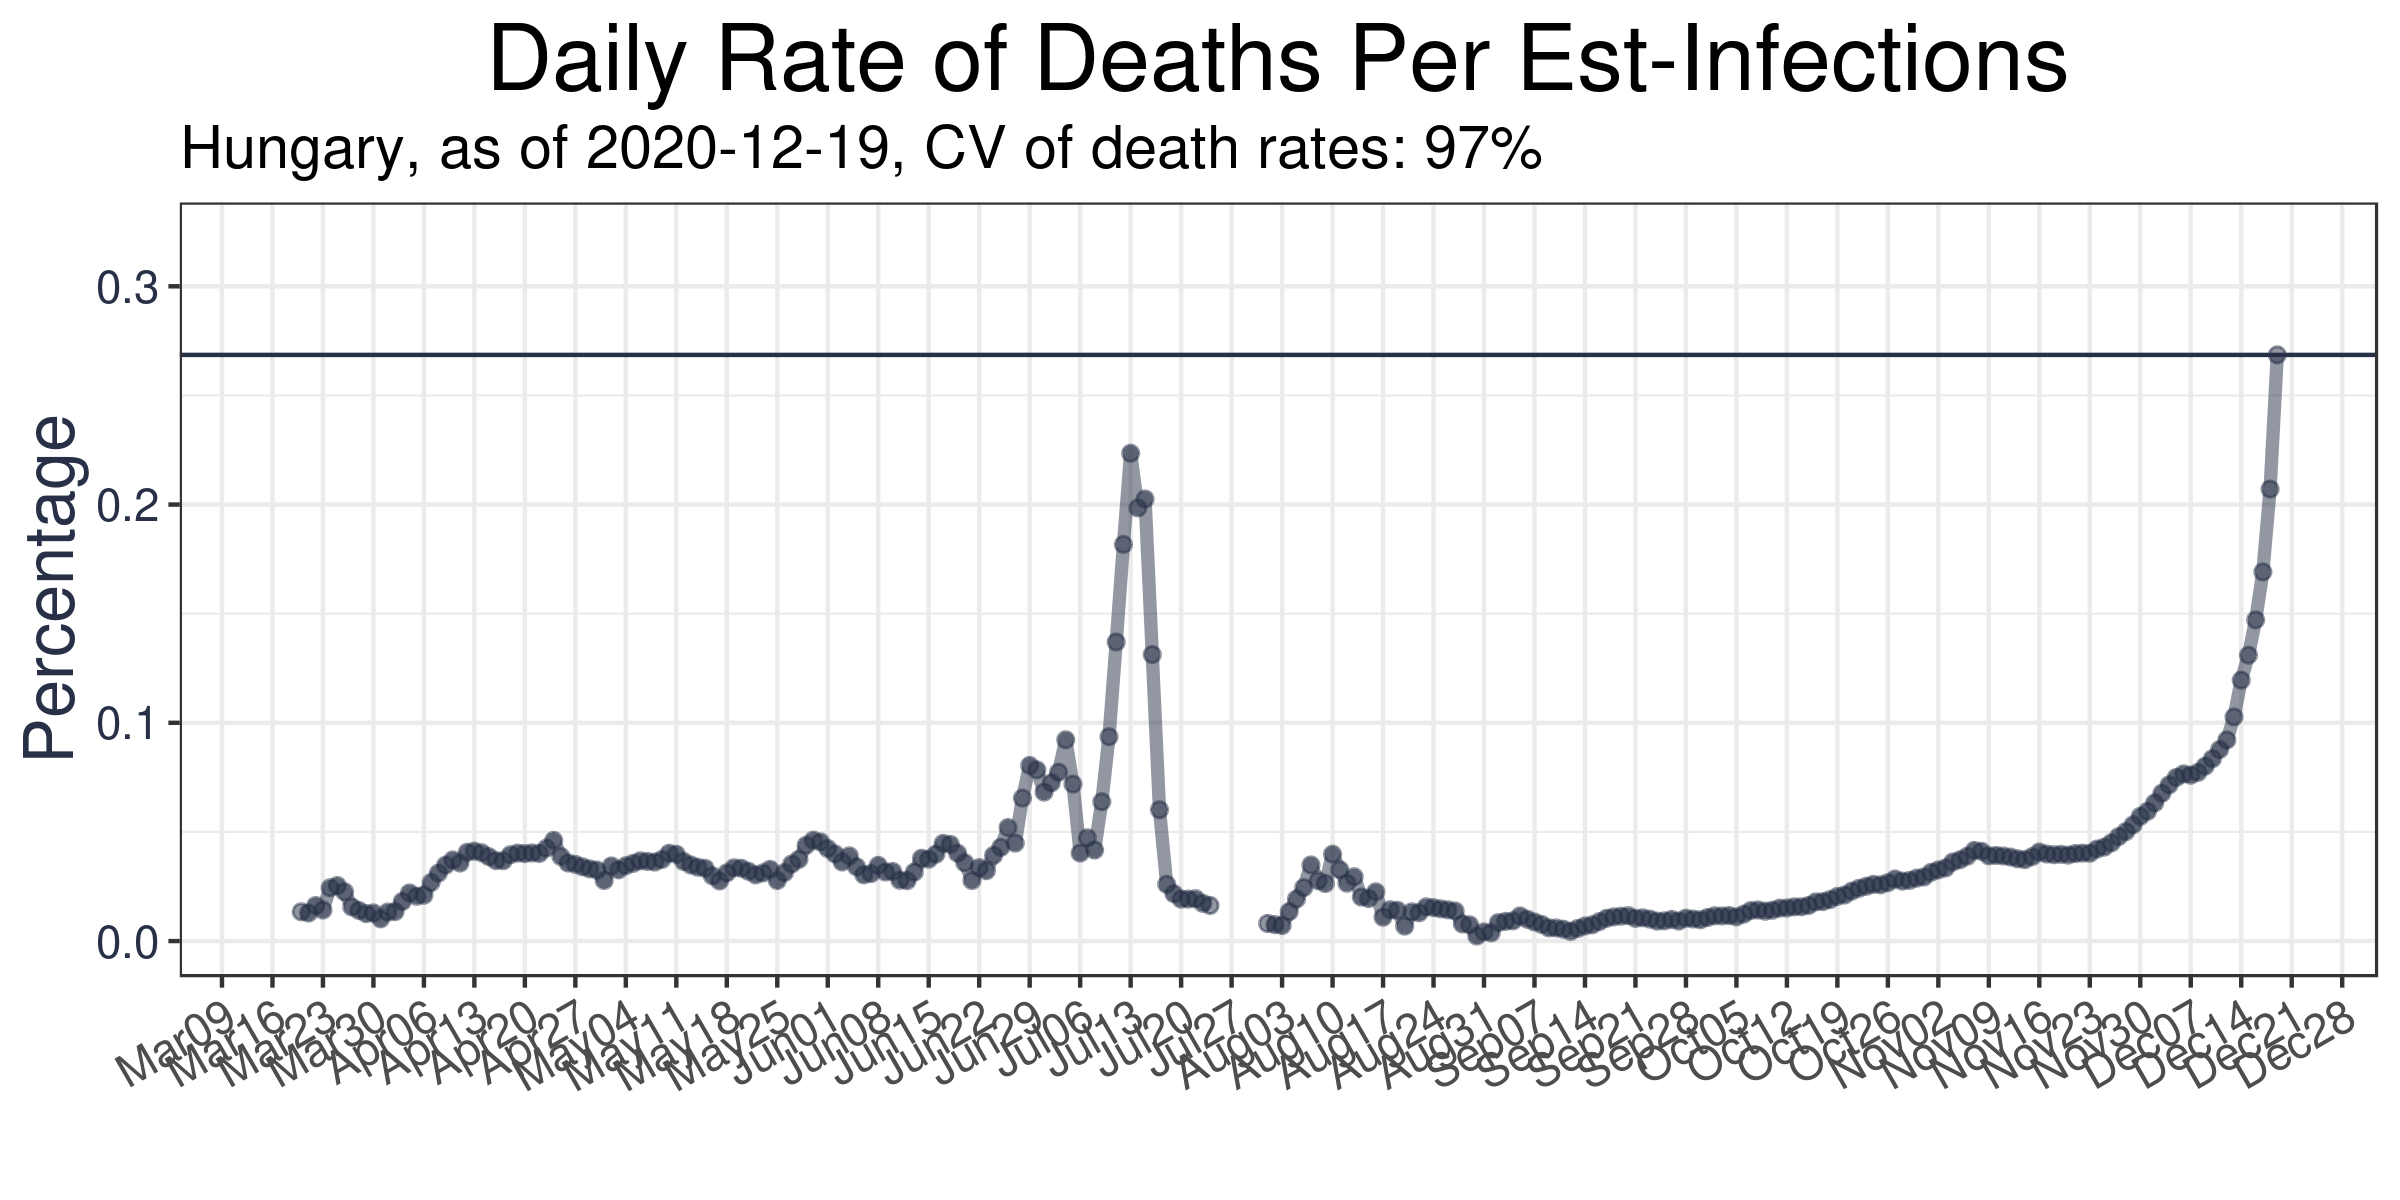 Daily Rate of Deaths Per Est-Infections
Hungary, as of 2020-12-19, CV of death rates: 97%
Percentage
0.3
0.2
0.1
0.0
Mar09
Mar16
Mar23
Mar30
Apr06
Apr13
Apr20
Apr27
May04
May11
May18
May25
Jun01
Jun08
Jun15
Jun22
Jun29
Jul06
Jul13
Jul20
Jul27
Aug03
Aug10
Aug17
Aug24
Aug31
Sep07
Sep14
Sep21
Sep28
Oct05
Oct12
Oct19
Oct26
Nov02
Nov09
Nov16
Nov23
Nov30
Dec07
Dec14
Dec21
Dec28